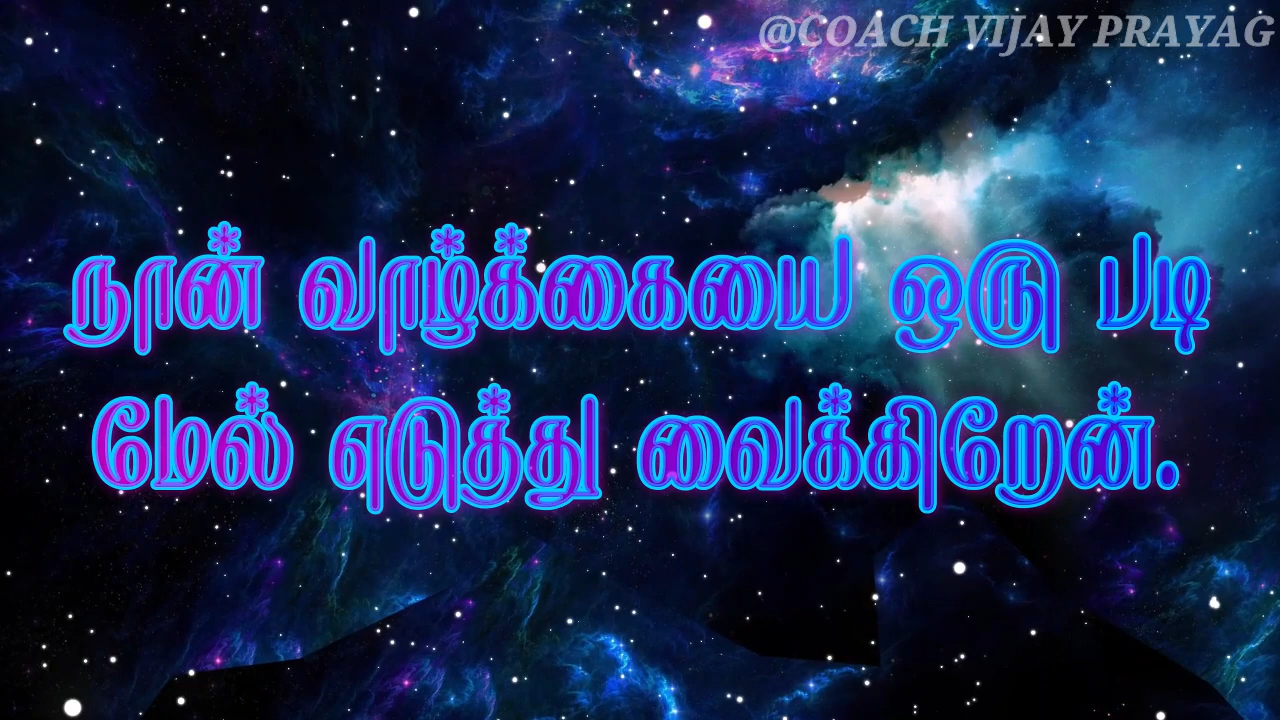 @COACH VIJAY PRAYAG
நான் வாழ்க்கையை ஒரு படி
மேல் எடுத்து வைக்கிறேன்.